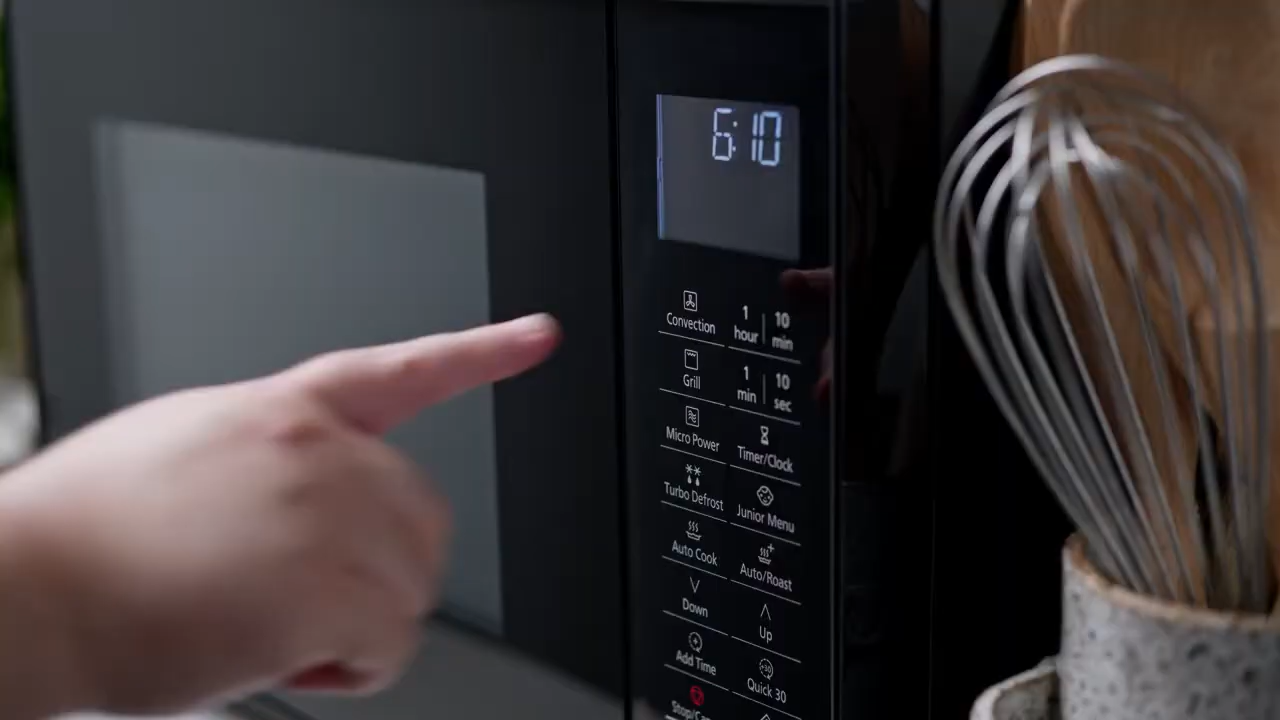 6:10
Convection
1 hour | 10 min
Grill
1 min | 10 sec
Micro Power
Timer/Clock
Turbo Defrost
Junior Menu
Auto Cook
Auto/Roast
Down
Up
Add Time
Quick 30